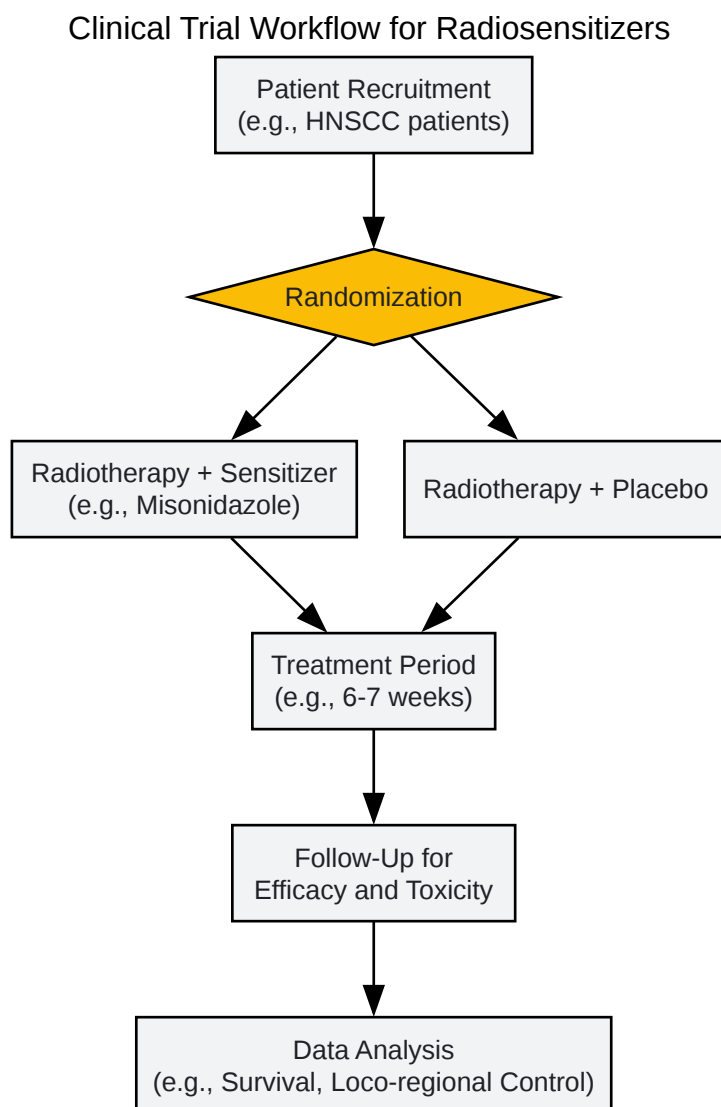 Clinical Trial Workflow for Radiosensitizers
Patient Recruitment
(e.g., HNSCC patients)
Randomization
Radiotherapy + Sensitizer
(e.g., Misonidazole)
Radiotherapy + Placebo
Treatment Period
(e.g., 6-7 weeks)
Follow-Up for
Efficacy and Toxicity
Data Analysis
(e.g., Survival, Loco-regional Control)